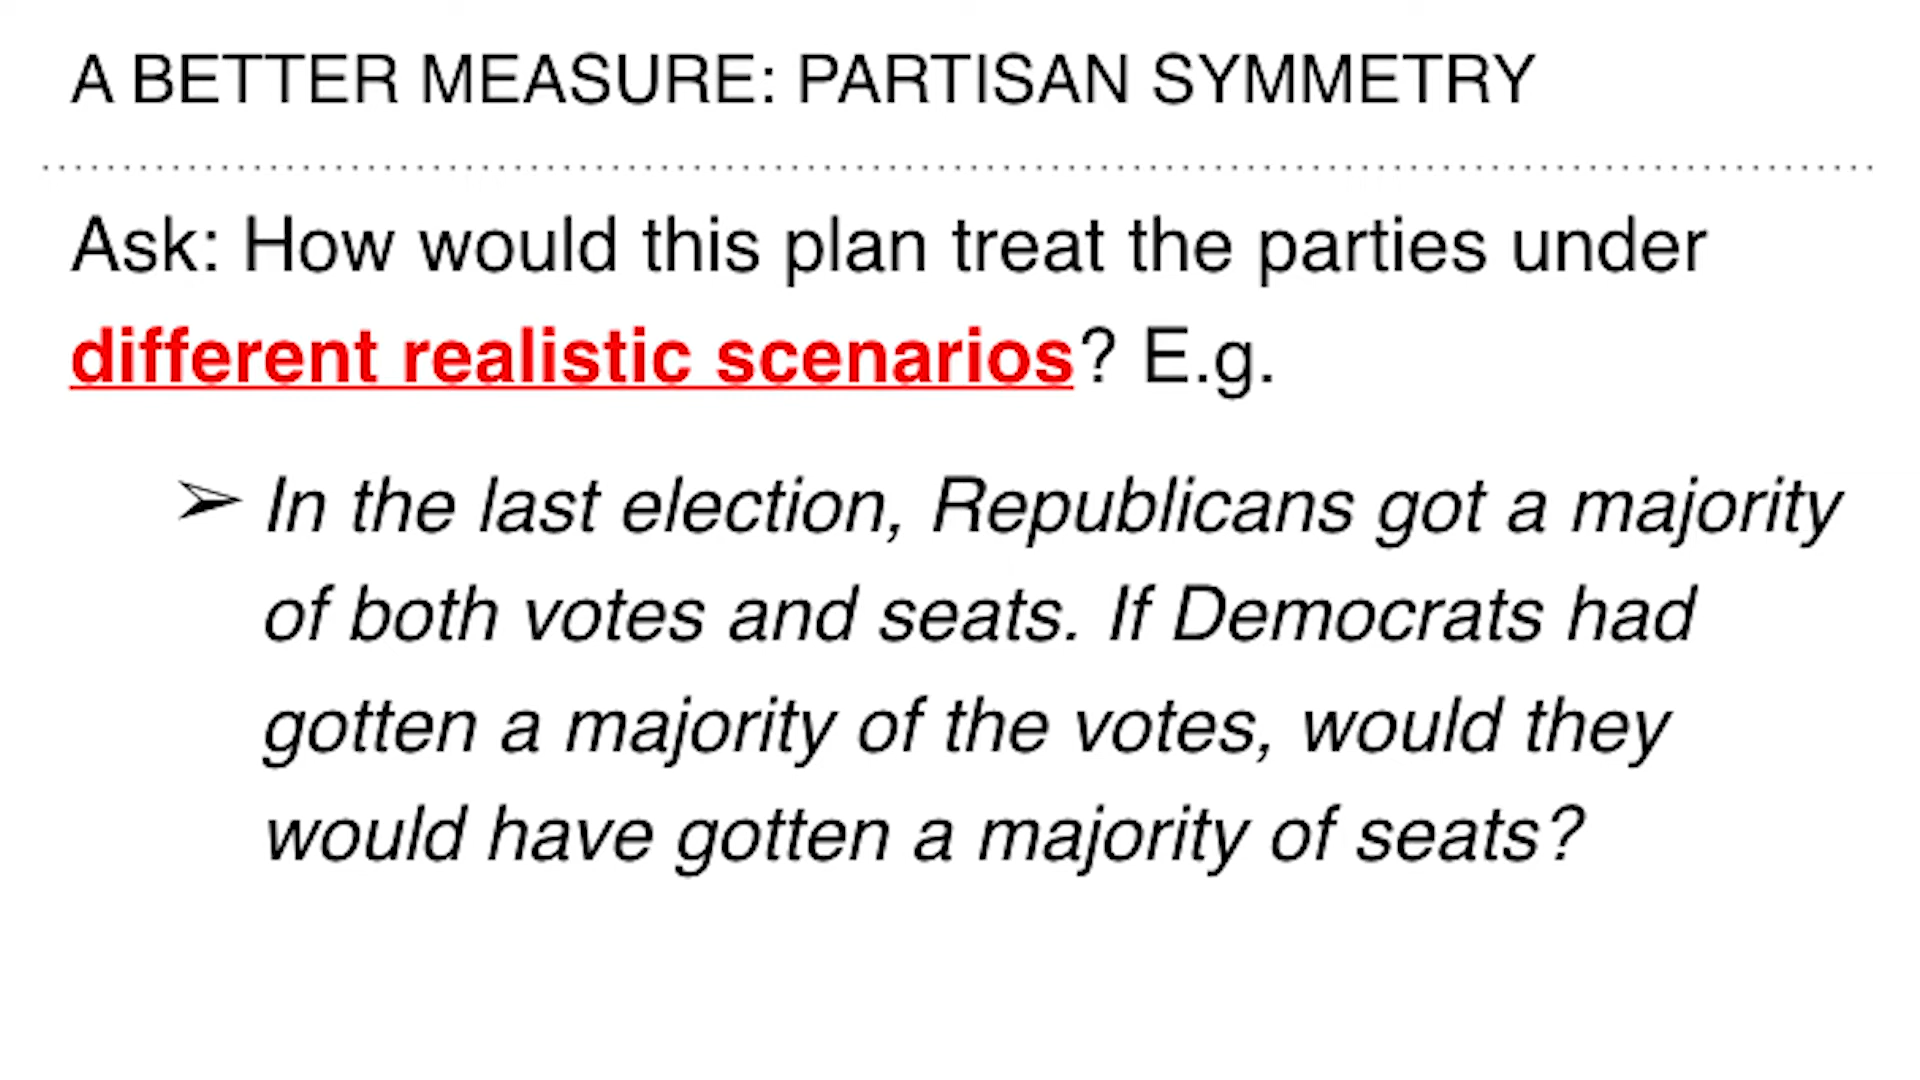 A BETTER MEASURE: PARTISAN SYMMETRY
Ask: How would this plan treat the parties under
different realistic scenarios? E.g.
➢ In the last election, Republicans got a majority
of both votes and seats. If Democrats had
gotten a majority of the votes, would they
would have gotten a majority of seats?